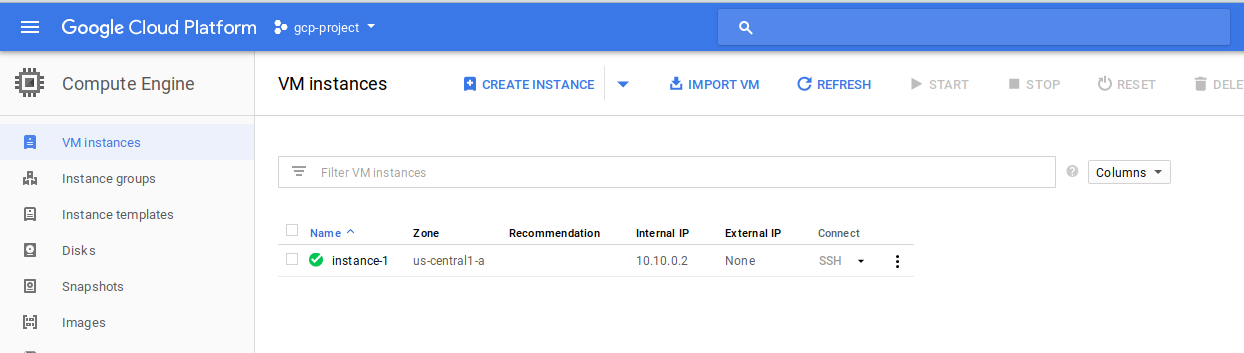 Google Cloud Platform gcp-project
Compute Engine
VM instances CREATE INSTANCE IMPORT VM REFRESH START STOP RESET DELE
VM instances
Instance groups
Instance templates
Disks
Snapshots
Images
Filter VM instances Columns
Name Zone Recommendation Internal IP External IP Connect
instance-1 us-central1-a 10.10.0.2 None SSH